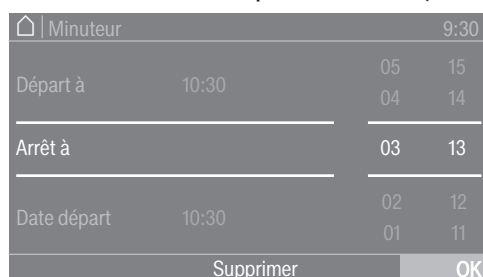 Minuteur 9:30
05 15
Départ à 10:30
04 14
Arrêt à 03 13
02 12
Date départ 10:30
01 11
Supprimer OK